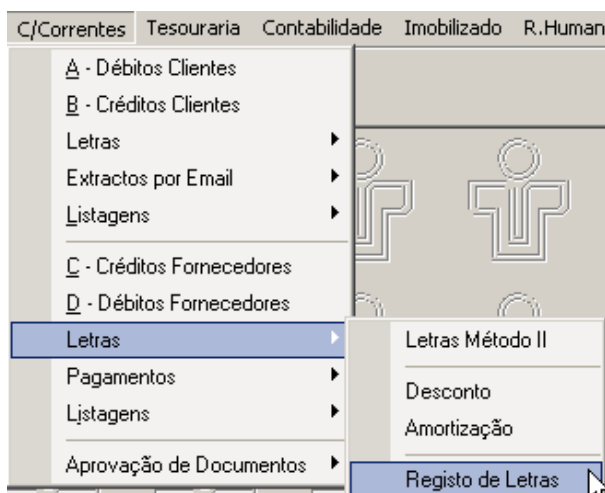 C/Correntes Tesouraria Contabilidade Imobilizado R.Human
A - Débitos Clientes
B - Créditos Clientes
Letras
Extractos por Email
Listagens
C - Créditos Fornecedores
D - Débitos Fornecedores
Letras
Pagamentos
Listagens
Aprovação de Documentos
Letras Método II
Desconto
Amortização
Registo de Letras